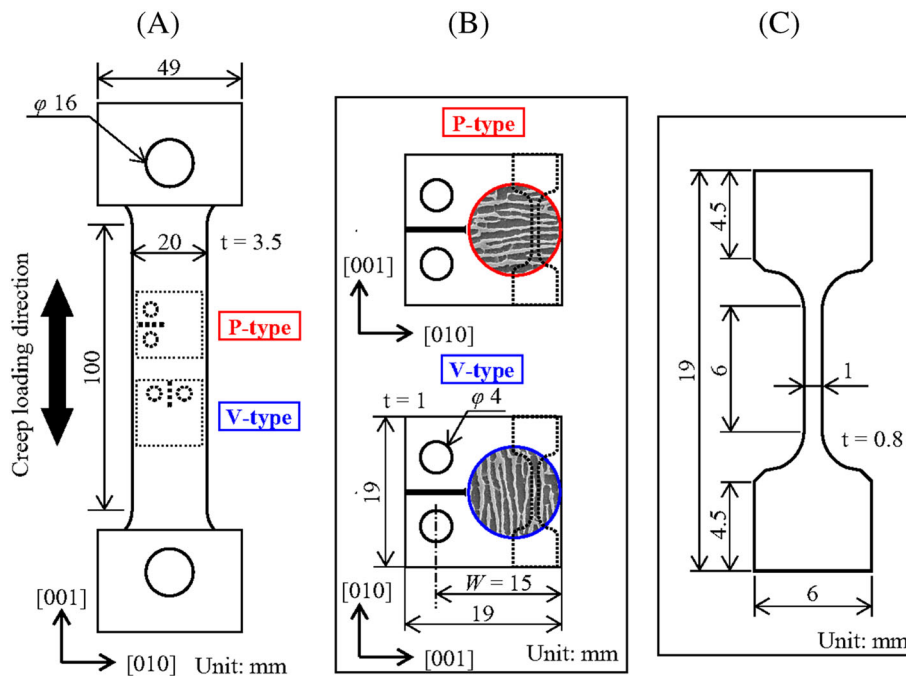 (A)
49
φ 16
20
t = 3.5
Creep loading direction
100
P-type
V-type
[001]
[010]
Unit: mm
(B)
P-type
[001]
[010]
V-type
t = 1
φ 4
19
W = 15
19
[010]
[001]
Unit: mm
(C)
4.5
19
6
1
t = 0.8
4.5
6
Unit: mm